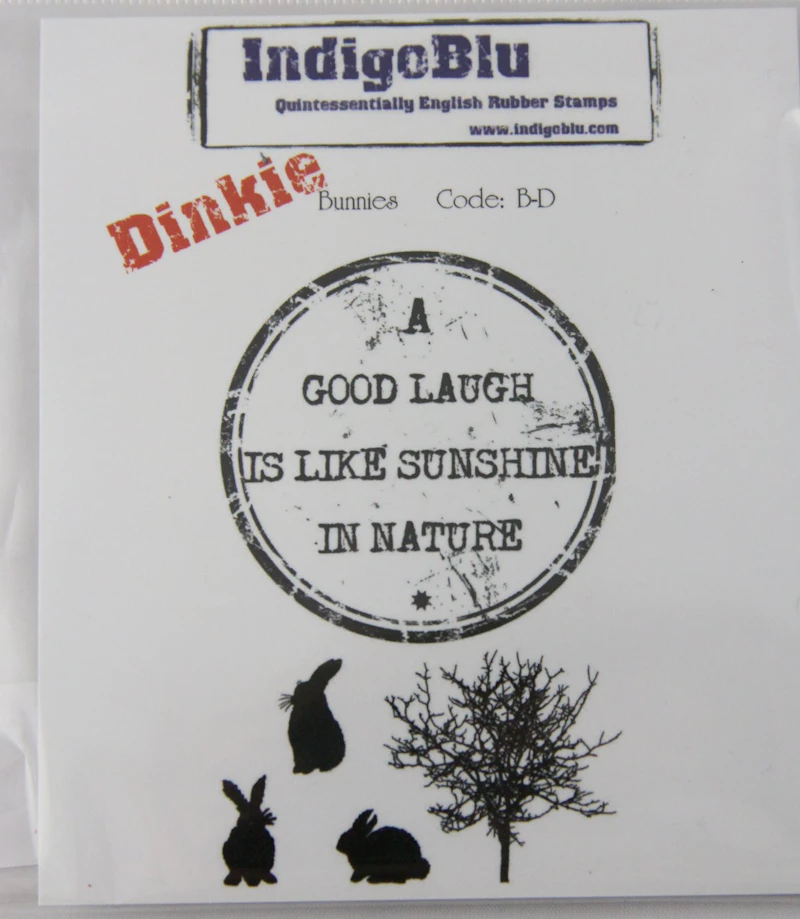 IndigoBlu
Quintessentially English Rubber Stamps
www.indigoblu.com
Dinkie
Bunnies Code: B-D
A
GOOD LAUGH
IS LIKE SUNSHINE
IN NATURE